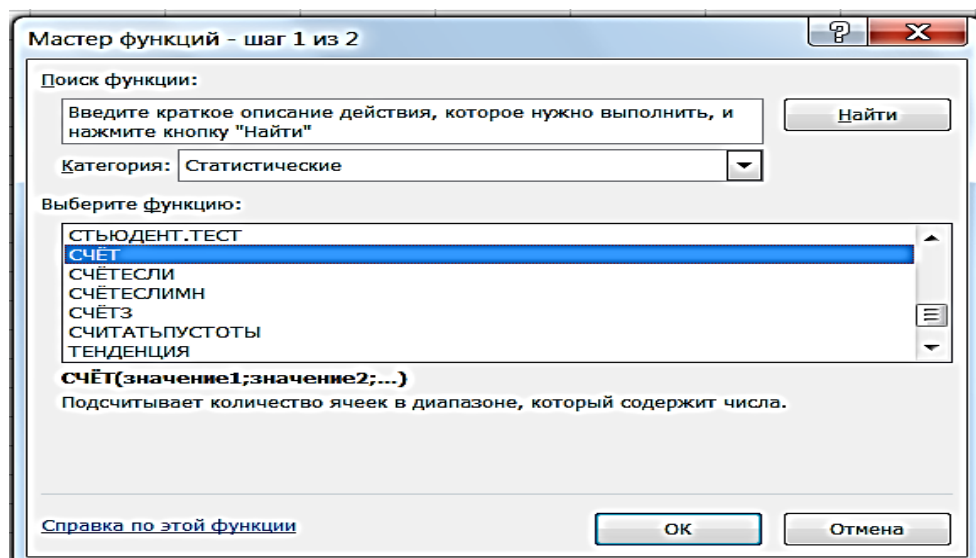 Мастер функций - шаг 1 из 2
Поиск функции:
Введите краткое описание действия, которое нужно выполнить, и
нажмите кнопку "Найти"
Найти
Категория: Статистические
Выберите функцию:
СТЬЮДЕНТ.ТЕСТ
СЧЁТ
СЧЁТЕСЛИ
СЧЁТЕСЛИМН
СЧЁТЗ
СЧИТАТЬПУСТОТЫ
ТЕНДЕНЦИЯ
СЧЁТ(значение1;значение2;...)
Подсчитывает количество ячеек в диапазоне, который содержит числа.
Справка по этой функции
ОК
Отмена